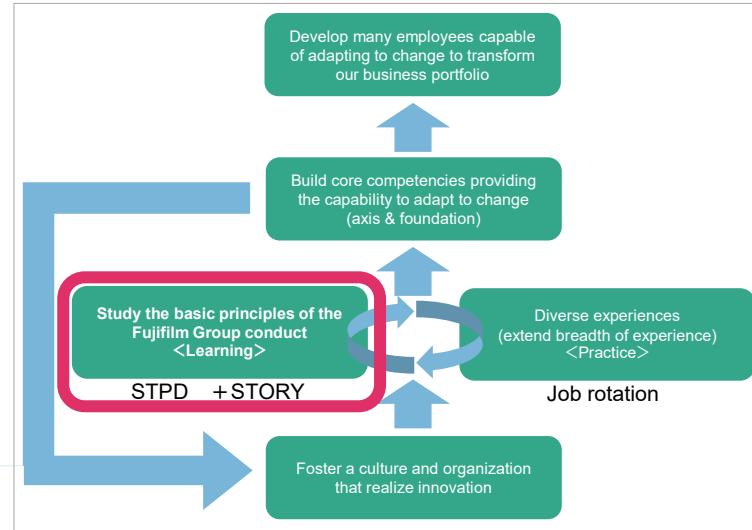 Develop many employees capable
of adapting to change to transform
our business portfolio
Build core competencies providing
the capability to adapt to change
(axis & foundation)
Study the basic principles of the
Fujifilm Group conduct
＜Learning＞
STPD ＋STORY
Diverse experiences
(extend breadth of experience)
＜Practice＞
Job rotation
Foster a culture and organization
that realize innovation